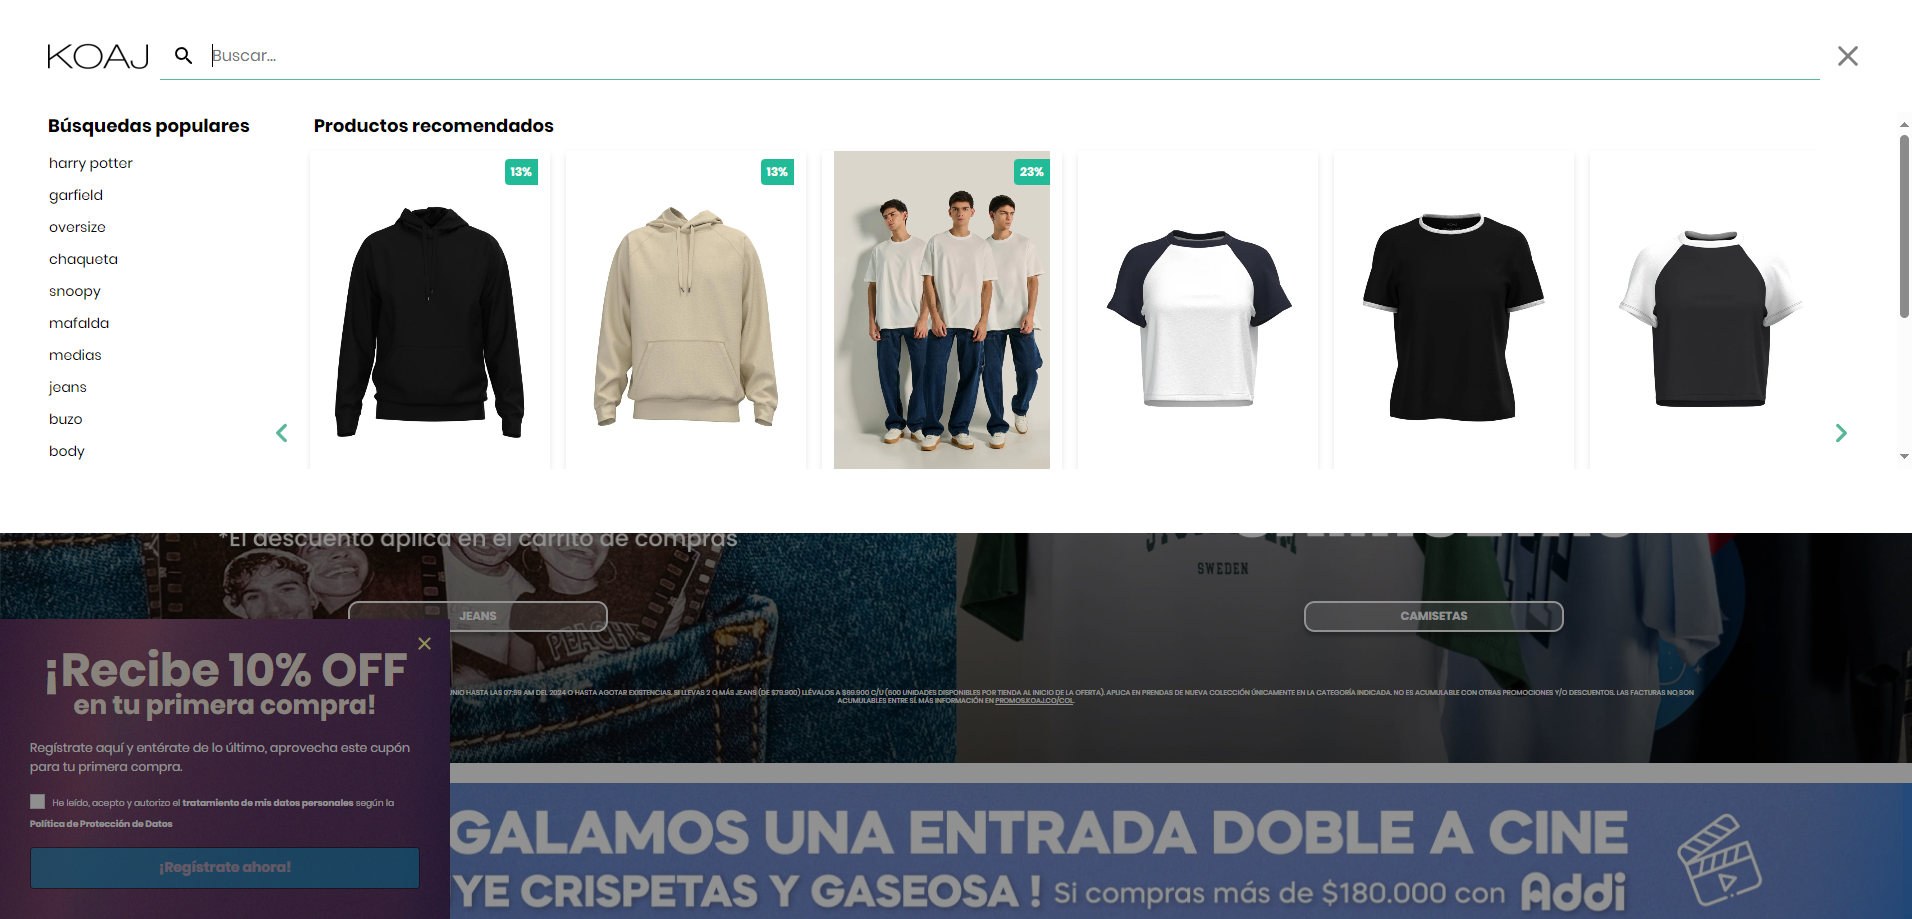 KOAJ
Buscar...
Búsquedas populares
harry potter
garfield
oversize
chaqueta
snoopy
mafalda
medias
jeans
buzo
body
Productos recomendados
13%
13%
23%
*El descuento aplica en el carrito de compras
SWEDEN
JEANS
PEACH
CAMISETAS
UNIO HASTA LAS 07:59 AM DEL 2024 O HASTA AGOTAR EXISTENCIAS. SI LLEVAS 2 O MÁS JEANS (DE $79.900) LLÉVALOS A $69.900 C/U (600 UNIDADES DISPONIBLES POR TIENDA AL INICIO DE LA OFERTA). APLICA EN PRENDAS DE NUEVA COLECCIÓN ÚNICAMENTE EN LA CATEGORÍA INDICADA. NO ES ACUMULABLE CON OTRAS PROMOCIONES Y/O DESCUENTOS. LAS FACTURAS NO SON
ACUMULABLES ENTRE SÍ. MÁS INFORMACIÓN EN PROMOS.KOAJ.CO/COL.
¡Recibe 10% OFF
en tu primera compra!
Regístrate aquí y entérate de lo último, aprovecha este cupón
para tu primera compra.
He leído, acepto y autorizo el tratamiento de mis datos personales según la
Política de Protección de Datos
¡Regístrate ahora!
GALAMOS UNA ENTRADA DOBLE A CINE
YE CRISPETAS Y GASEOSA ! Si compras más de $180.000 con Addi